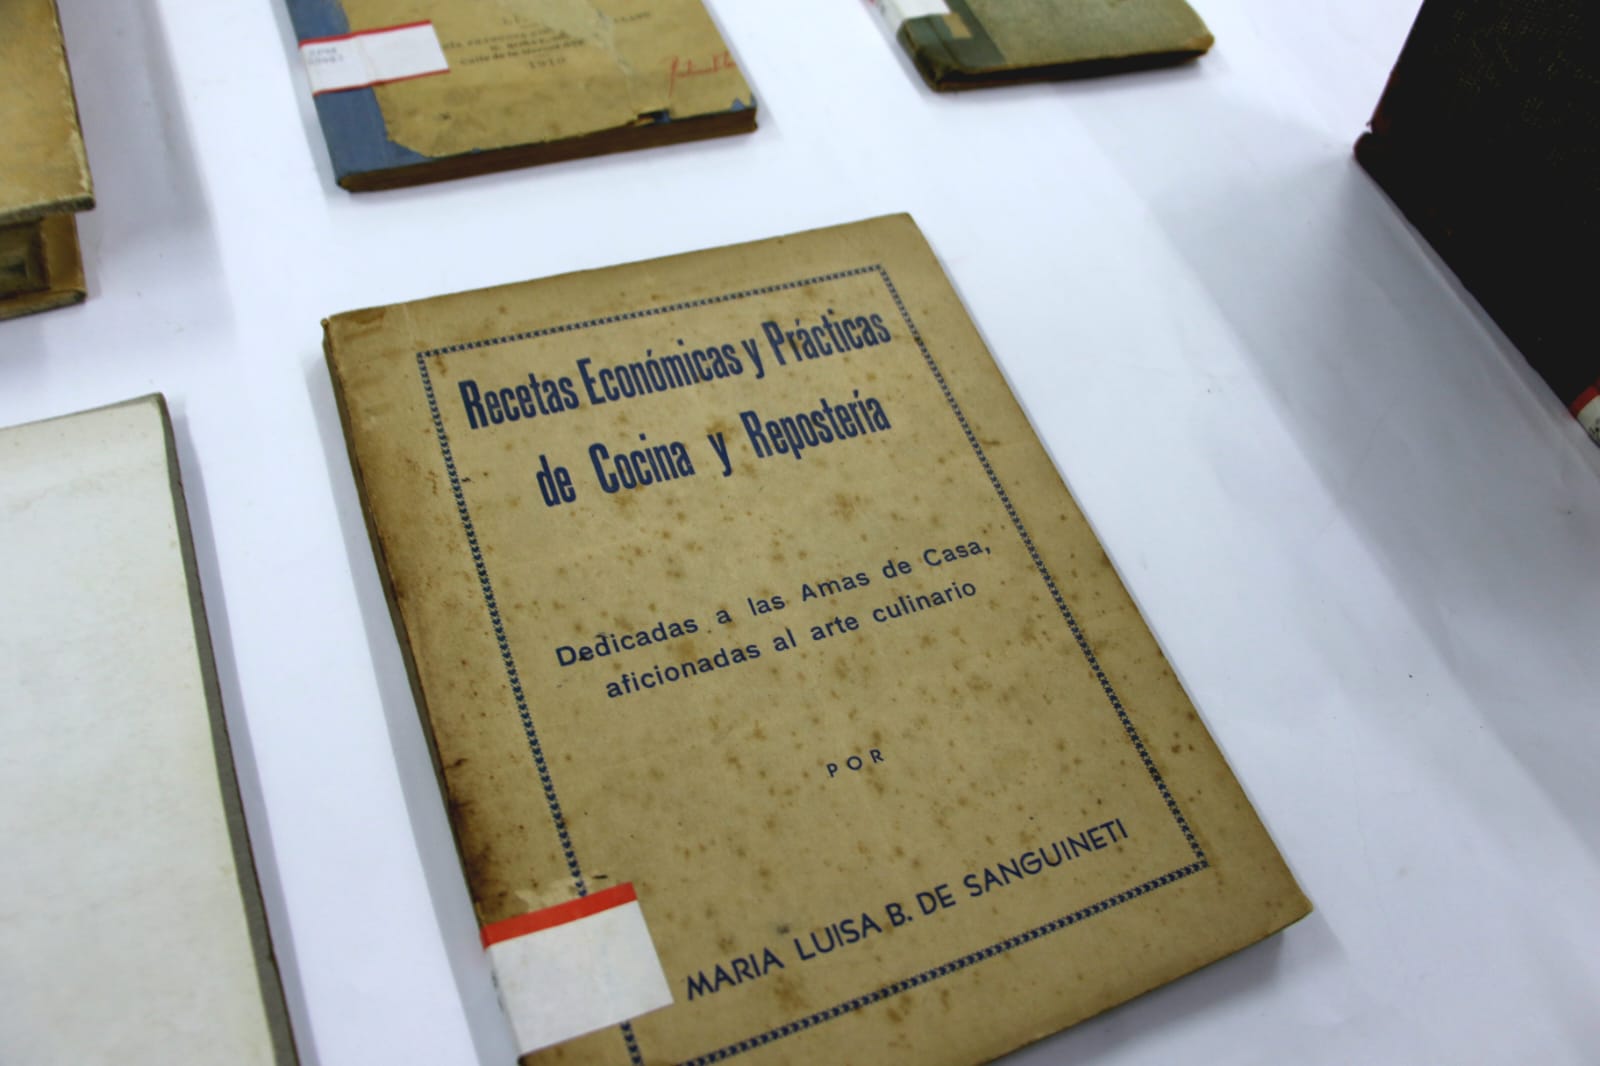 1910
Recetas Económicas y Prácticas
de Cocina y Repostería
Dedicadas a las Amas de Casa,
aficionadas al arte culinario
POR
MARIA LUISA B. DE SANGUINETI